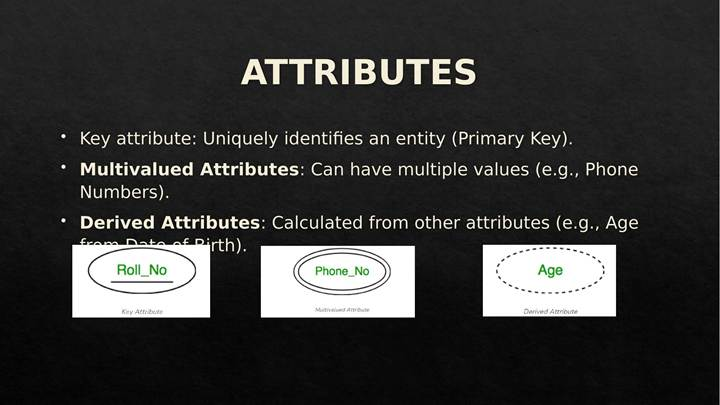 ATTRIBUTES
• Key attribute: Uniquely identifies an entity (Primary Key).
• Multivalued Attributes: Can have multiple values (e.g., Phone
Numbers).
• Derived Attributes: Calculated from other attributes (e.g., Age
from Date of Birth).
Roll_No
Phone_No
Age
Key Attribute
Multivalued Attribute
Derived Attribute